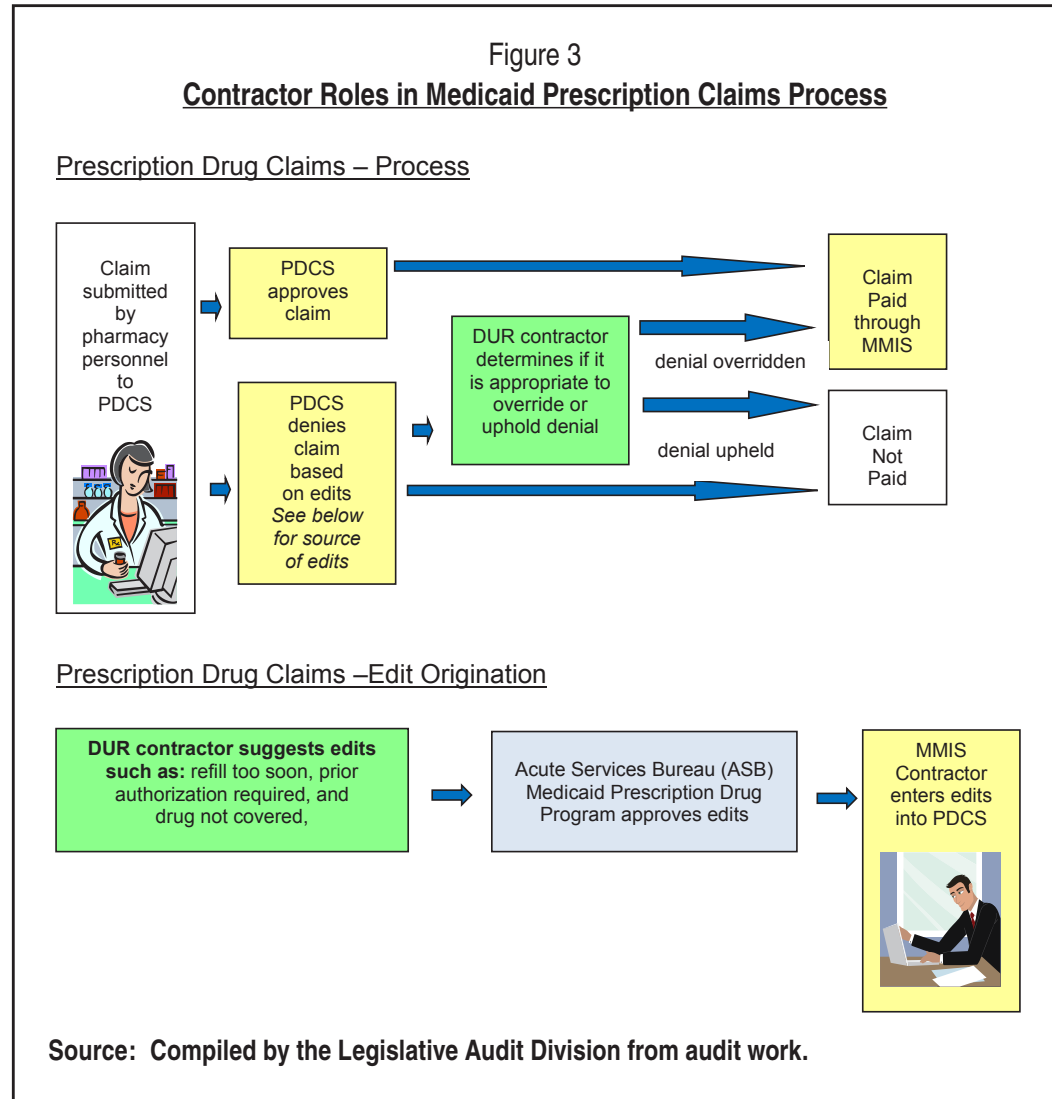 Figure 3
Contractor Roles in Medicaid Prescription Claims Process
Prescription Drug Claims – Process
Claim
submitted
by
pharmacy
personnel
to
PDCS
PDCS
approves
claim
PDCS
denies
claim
based
on edits
See below
for source
of edits
DUR contractor
determines if it
is appropriate to
override or
uphold denial
denial overridden
denial upheld
Claim
Paid
through
MMIS
Claim
Not
Paid
Prescription Drug Claims –Edit Origination
DUR contractor suggests edits
such as: refill too soon, prior
authorization required, and
drug not covered,
Acute Services Bureau (ASB)
Medicaid Prescription Drug
Program approves edits
MMIS
Contractor
enters edits
into PDCS
Source: Compiled by the Legislative Audit Division from audit work.